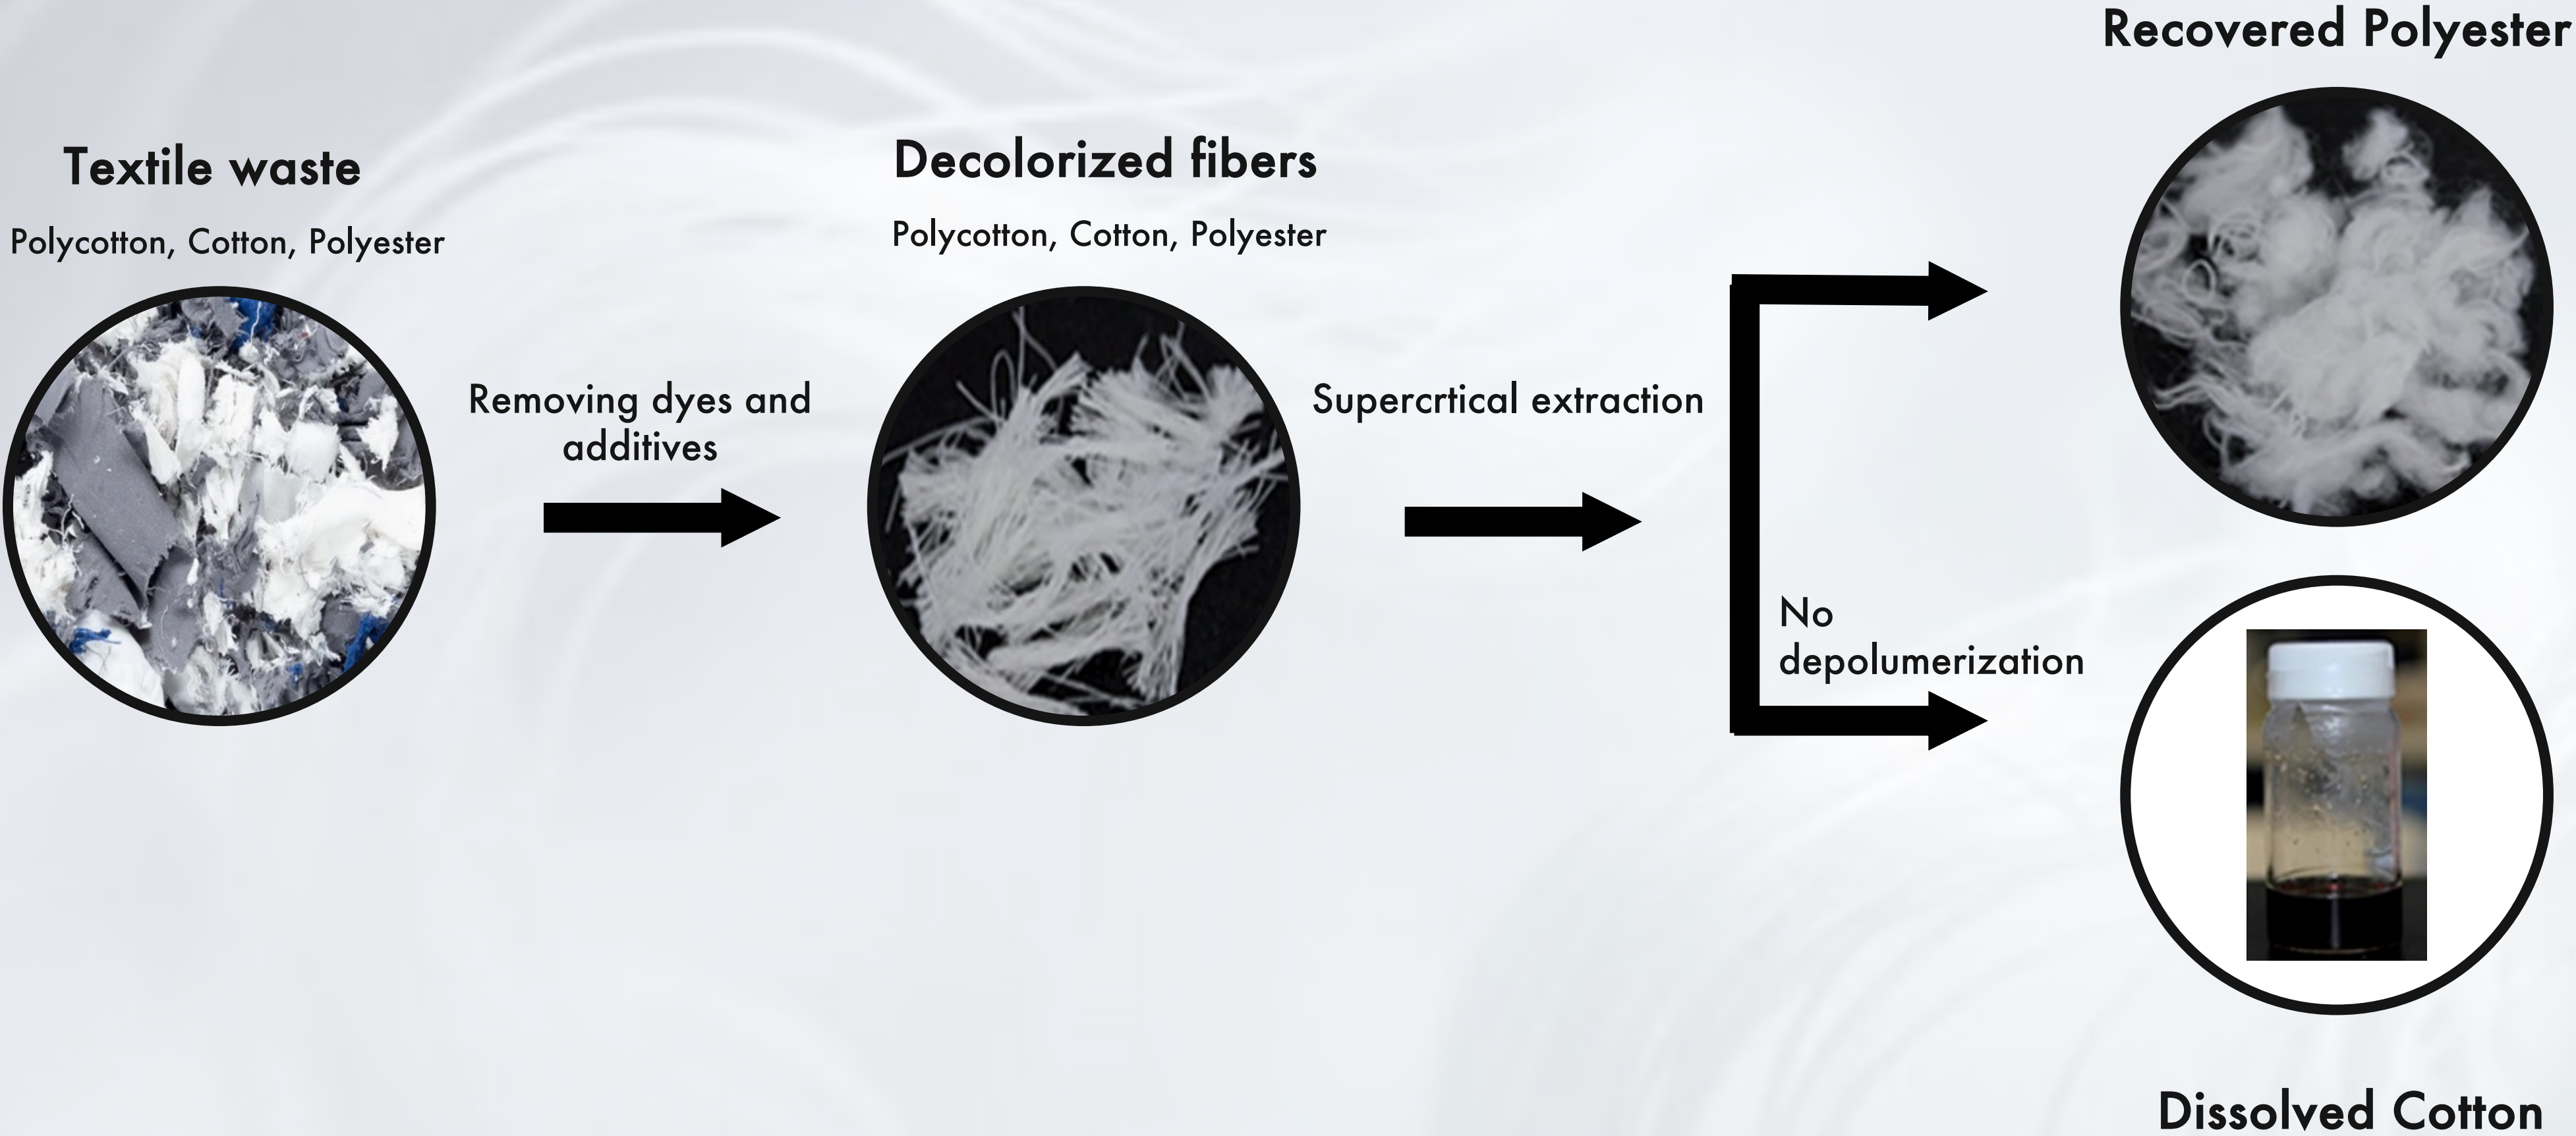 Textile waste
Polycotton, Cotton, Polyester
Removing dyes and
additives
Decolorized fibers
Polycotton, Cotton, Polyester
Supercrtical extraction
Recovered Polyester
No
depolumerization
Dissolved Cotton